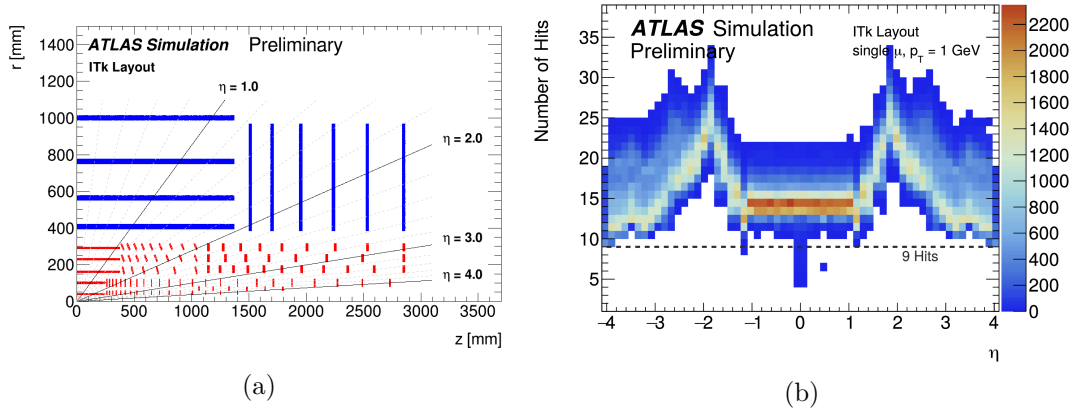 r [mm]
1400
1200
1000
800
600
400
200
0
ATLAS Simulation Preliminary
ITk Layout
η = 1.0
η = 2.0
η = 3.0
η = 4.0
0 500 1000 1500 2000 2500 3000 3500
z [mm]
(a)
Number of Hits
35
30
25
20
15
10
5
ATLAS Simulation
Preliminary
ITk Layout
single μ, pT = 1 GeV
9 Hits
−4 −3 −2 −1 0 1 2 3 4
η
2200
2000
1800
1600
1400
1200
1000
800
600
400
200
0
(b)